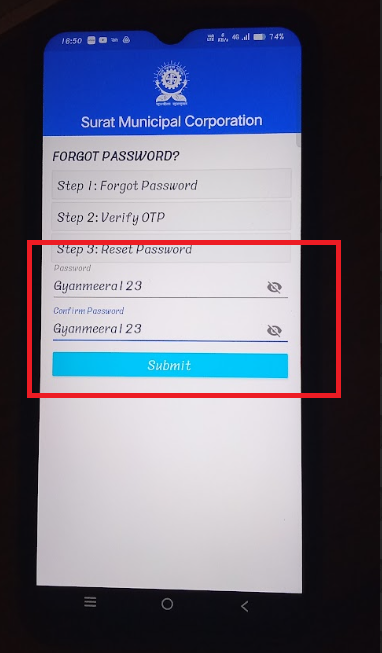 16:50
4G 74%
Surat Municipal Corporation
FORGOT PASSWORD?
Step 1: Forgot Password
Step 2: Verify OTP
Step 3: Reset Password
Password
Gyanmeera123
Confirm Password
Gyanmeera123
Submit